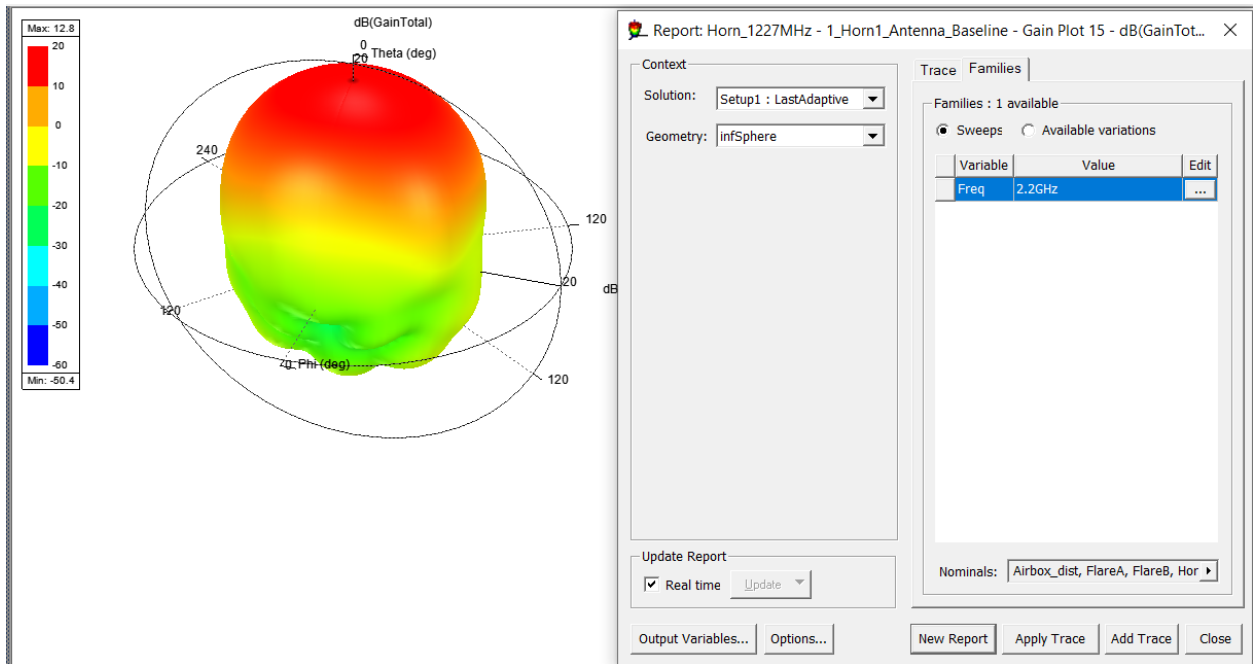 dB(GainTotal)
Max: 12.8
20
10
0
-10
-20
-30
-40
-50
-60
Min: -50.4
0
20
Theta (deg)
240
120
20
dB
120
0
Phi (deg)
120
Report: Horn_1227MHz - 1_Horn1_Antenna_Baseline - Gain Plot 15 - dB(GainTot...
Context
Solution:
Setup1 : LastAdaptive
Geometry:
infSphere
Update Report
Real time
Update
Output Variables...
Options...
Trace
Families
Families : 1 available
Sweeps
Available variations
Variable
Value
Edit
Freq
2.2GHz
...
Nominals:
Airbox_dist, FlareA, FlareB, Hor
New Report
Apply Trace
Add Trace
Close